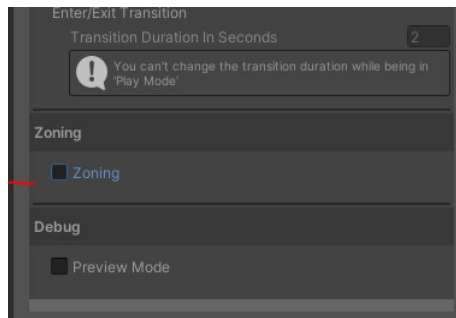 Enter/Exit Transition
Transition Duration In Seconds
2
You can't change the transition duration while being in
'Play Mode'
Zoning
Zoning
Debug
Preview Mode